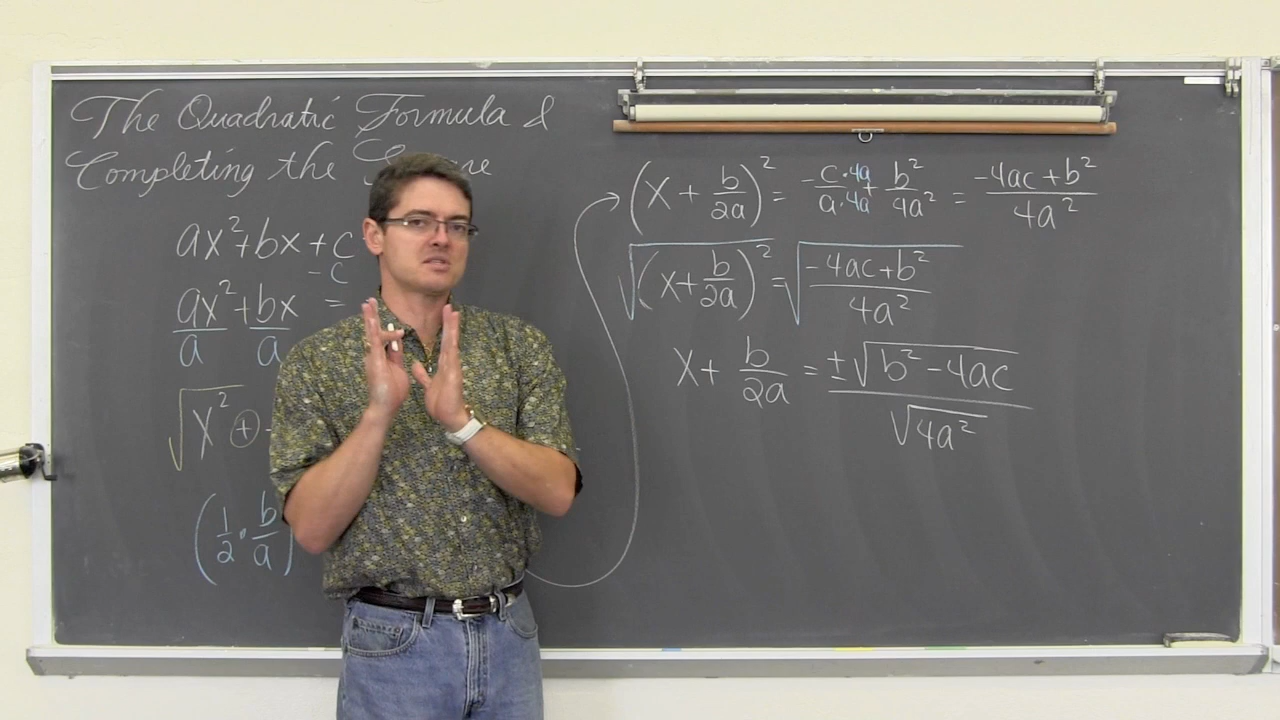 The Quadratic Formula &
Completing the
ax²+bx+c
-c
ax²+bx =
a a
√x² +
(1/2 · b/a)
(x + b/2a)² = -c·4a/a·4a + b²/4a² = -4ac+b²/4a²
√(x+b/2a)² = √-4ac+b²/4a²
x + b/2a = ±√b²-4ac/√4a²